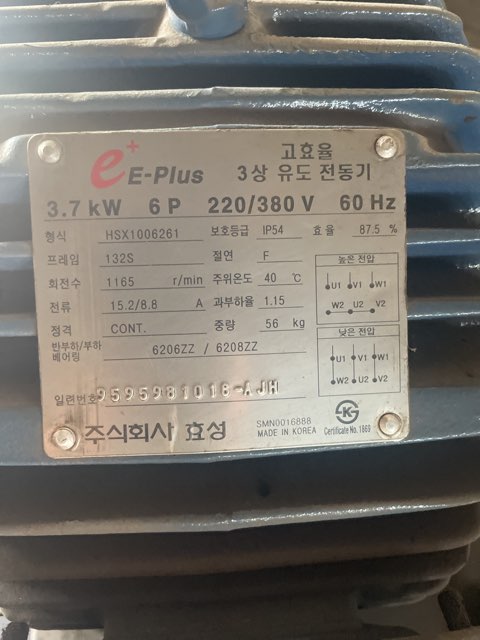 e+ E-Plus
고효율
3상 유도 전동기
3.7 kW 6 P 220/380 V 60 Hz
형식 HSX1006261 보호등급 IP54 효율 87.5 %
프레임 132S 절연 F
회전수 1165 r/min 주위온도 40 ℃
전류 15.2/8.8 A 과부하율 1.15
정격 CONT. 중량 56 kg
반부하/부하
베어링 6206ZZ / 6208ZZ
높은 전압
U1 V1 W1
W2 U2 V2
낮은 전압
U1 V1 W1
W2 U2 V2
일련번호 9595981018-AJH
주식회사 효성
SMN0016888
MADE IN KOREA
KS
Certificate No. 1869